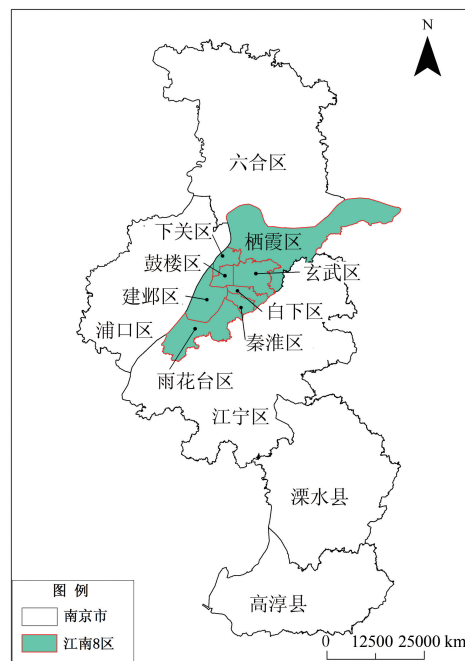 N
六合区
下关区
栖霞区
鼓楼区
玄武区
建邺区
白下区
浦口区
秦淮区
雨花台区
江宁区
溧水县
高淳县
图 例
南京市
江南8区
0 12500 25000 km